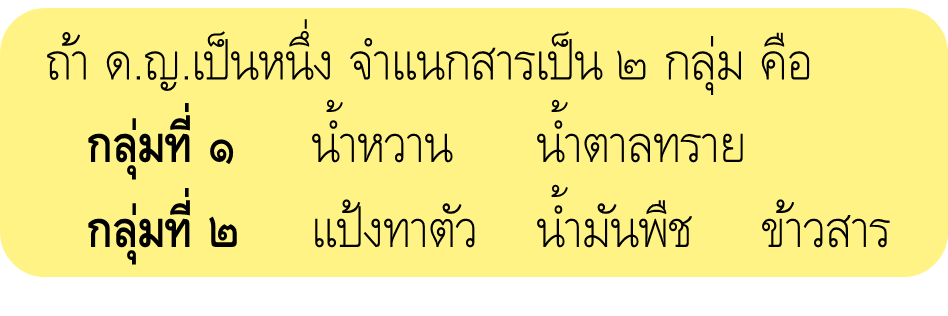 ถ้า ด.ญ.เป็นหนึ่ง จำแนกสารเป็น ๒ กลุ่ม คือ
กลุ่มที่ ๑ น้ำหวาน น้ำตาลทราย
กลุ่มที่ ๒ แป้งทาตัว น้ำมันพืช ข้าวสาร